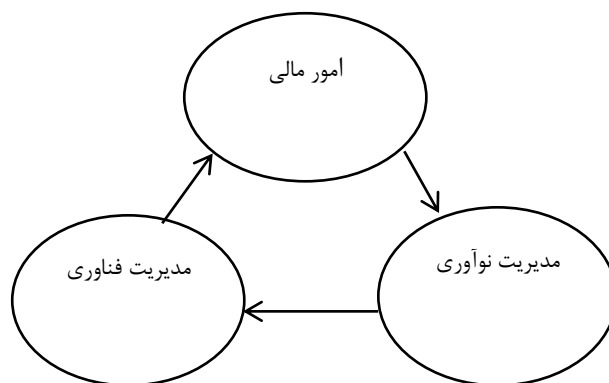 امور مالی
مدیریت نوآوری
مدیریت فناوری